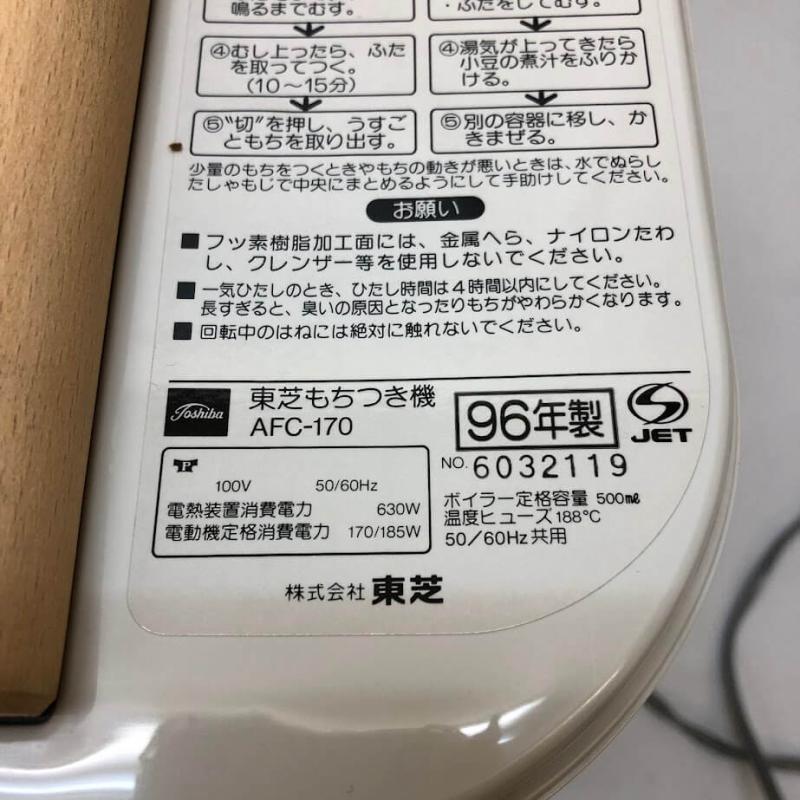 鳴るまでむす。
④むし上ったら、ふた
を取ってつく。
(10〜15分)
⑤"切"を押し、うすご
ともちを取り出す。
・ふたをしてむす。
④湯気が上ってきたら
小豆の煮汁をふりか
ける。
⑤別の容器に移し、か
きまぜる。
少量のもちをつくときやもちの動きが悪いときは、水でぬらし
たしゃもじで中央にまとめるようにして手助けしてください。
お願い
■フッ素樹脂加工面には、金属へら、ナイロンたわ
し、クレンザー等を使用しないでください。
■一気ひたしのとき、ひたし時間は4時間以内にしてください。
長すぎると、臭いの原因となったりもちがやわらかくなります。
■回転中のはねには絶対に触れないでください。
Toshiba
東芝もちつき機
AFC-170
96年製
JET
NO. 6032119
P
100V 50/60Hz
電熱装置消費電力 630W
電動機定格消費電力 170/185W
ボイラー定格容量 500mℓ
温度ヒューズ188℃
50/60Hz共用
株式会社 東芝